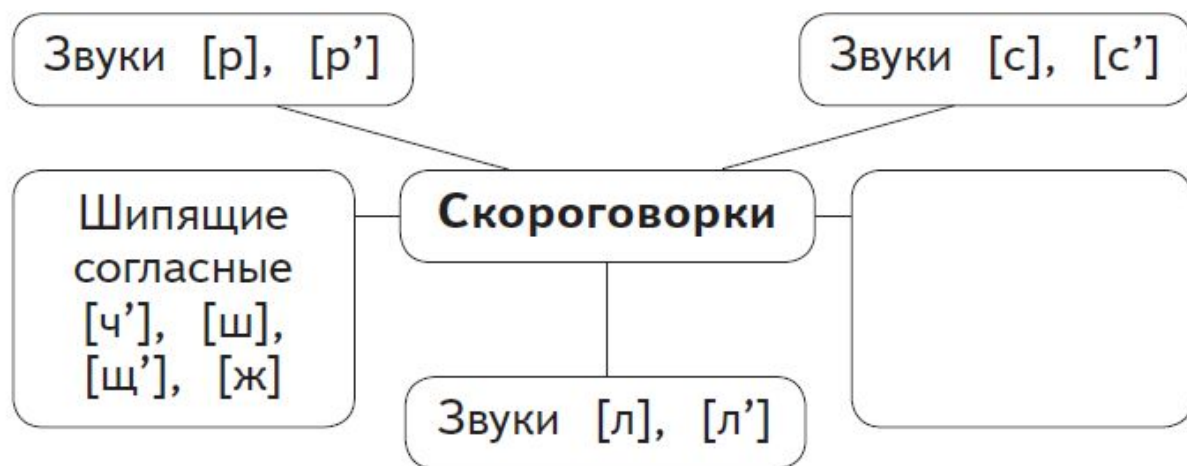 Звуки [р], [р’]
Звуки [с], [с’]
Шипящие
согласные
[ч’], [ш],
[щ’], [ж]
Скороговорки
Звуки [л], [л’]